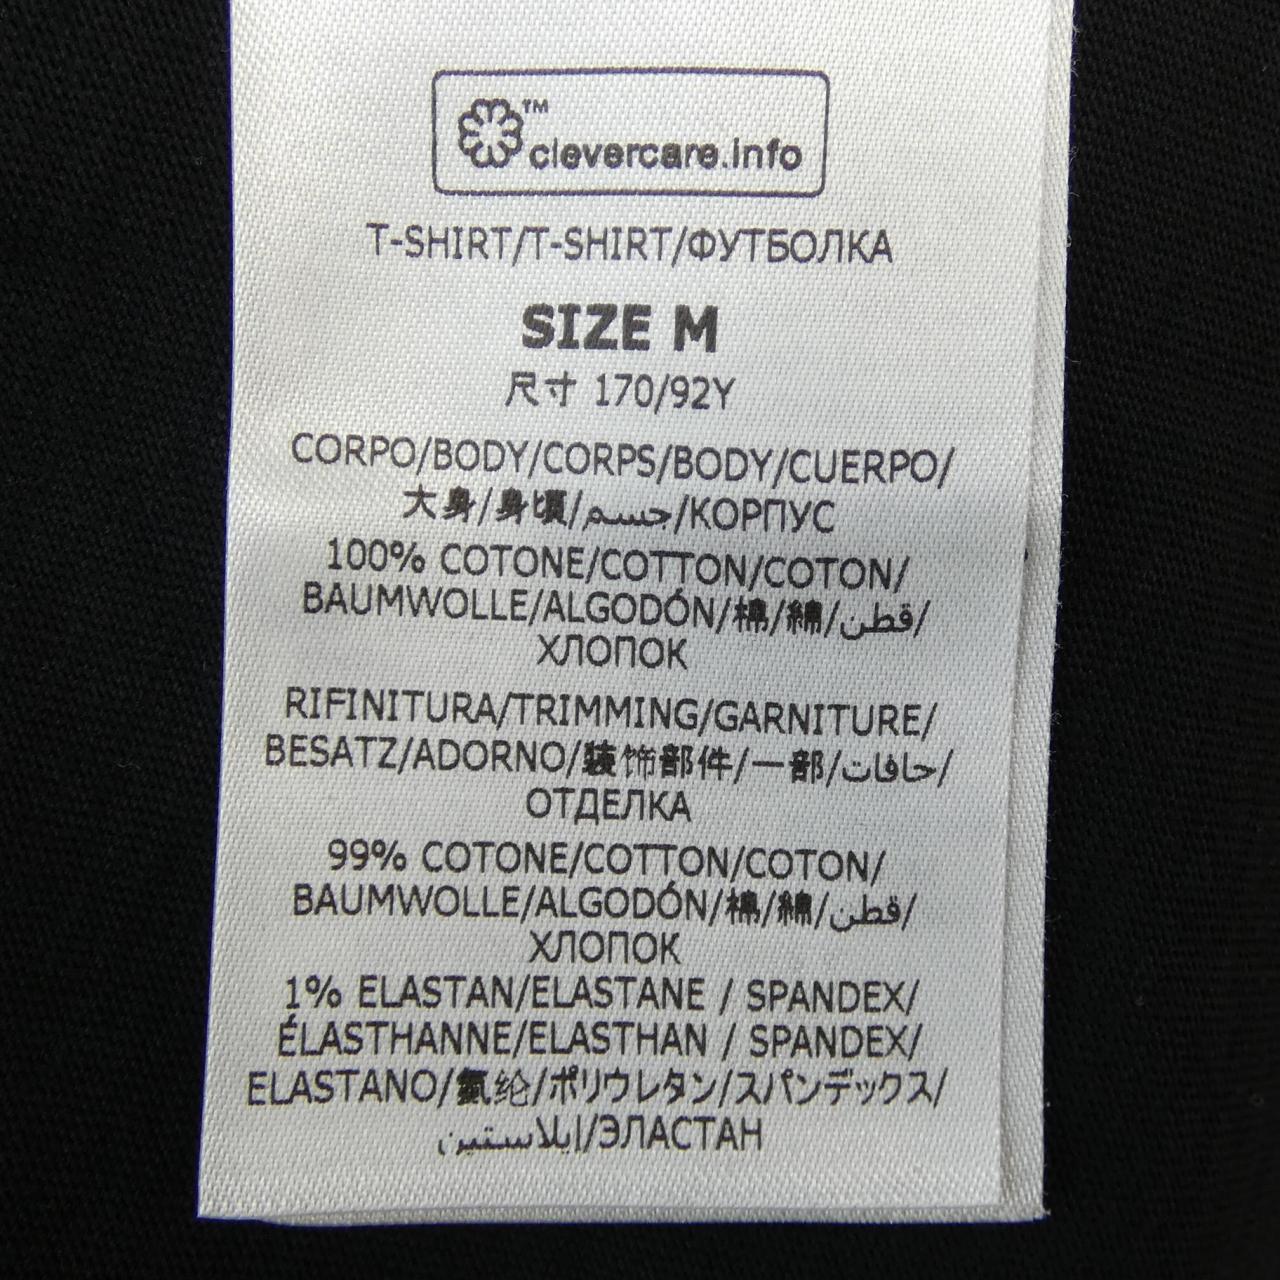 ™
clevercare.info
T-SHIRT/T-SHIRT/ФУТБОЛКА
SIZE M
尺寸 170/92Y
CORPO/BODY/CORPS/BODY/CUERPO/
大身/身頃/جسم/КОРПУС
100% COTONE/COTTON/COTON/
BAUMWOLLE/ALGODÓN/棉/綿/قطن/
ХЛОПОК
RIFINITURA/TRIMMING/GARNITURE/
BESATZ/ADORNO/装饰部件/一部/حافات/
ОТДЕЛКА
99% COTONE/COTTON/COTON/
BAUMWOLLE/ALGODÓN/棉/綿/قطن/
ХЛОПОК
1% ELASTAN/ELASTANE / SPANDEX/
ÉLASTHANNE/ELASTHAN / SPANDEX/
ELASTANO/氨纶/ポリウレタン/スパンデックス/
إيلاستين/ЭЛАСТАН